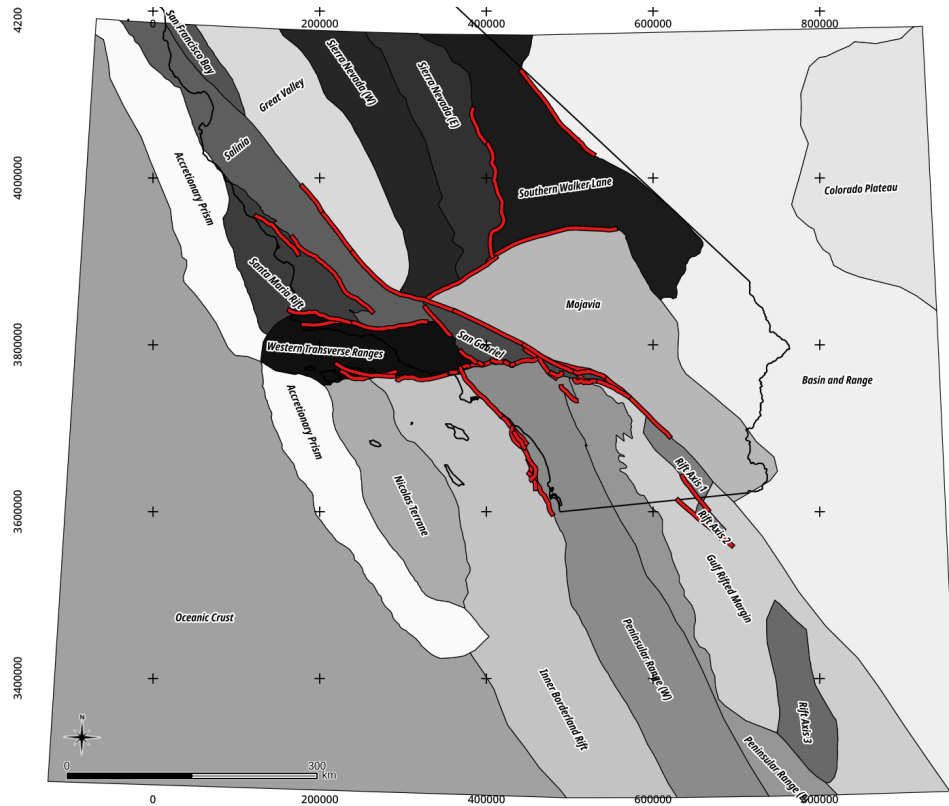 0
200000
400000
600000
800000
4200
San Francisco Bay
Sierra Nevada (W)
Sierra Nevada (E)
Great Valley
Salinia
4000000
Accretionary Prism
Southern Walker Lane
Colorado Plateau
Santa Maria Rift
Mojavia
San Gabriel
3800000
Western Trahsverse Ranges
Basin and Range
Accretionary Prism
Rift Axis 1
Nicolas Terrane
3600000
Rift Axis 2
Gulf Rifted Margin
Oceanic Crust
Peninsular Range (W)
3400000
Inner Borderland Rift
Rift Axis 3
Peninsular Range (
N
0
300
km
0
200000
400000
600000
800000